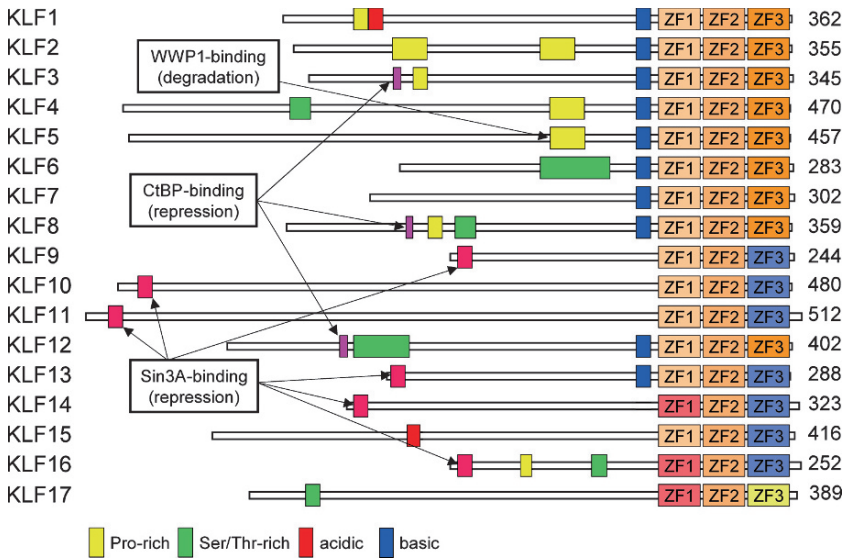 KLF1 ZF1 ZF2 ZF3 362
KLF2 ZF1 ZF2 ZF3 355
WWP1-binding
(degradation)
KLF3 ZF1 ZF2 ZF3 345
KLF4 ZF1 ZF2 ZF3 470
KLF5 ZF1 ZF2 ZF3 457
KLF6 ZF1 ZF2 ZF3 283
CtBP-binding
(repression)
KLF7 ZF1 ZF2 ZF3 302
KLF8 ZF1 ZF2 ZF3 359
KLF9 ZF1 ZF2 ZF3 244
KLF10 ZF1 ZF2 ZF3 480
KLF11 ZF1 ZF2 ZF3 512
KLF12 ZF1 ZF2 ZF3 402
Sin3A-binding
(repression)
KLF13 ZF1 ZF2 ZF3 288
KLF14 ZF1 ZF2 ZF3 323
KLF15 ZF1 ZF2 ZF3 416
KLF16 ZF1 ZF2 ZF3 252
KLF17 ZF1 ZF2 ZF3 389
Pro-rich Ser/Thr-rich acidic basic